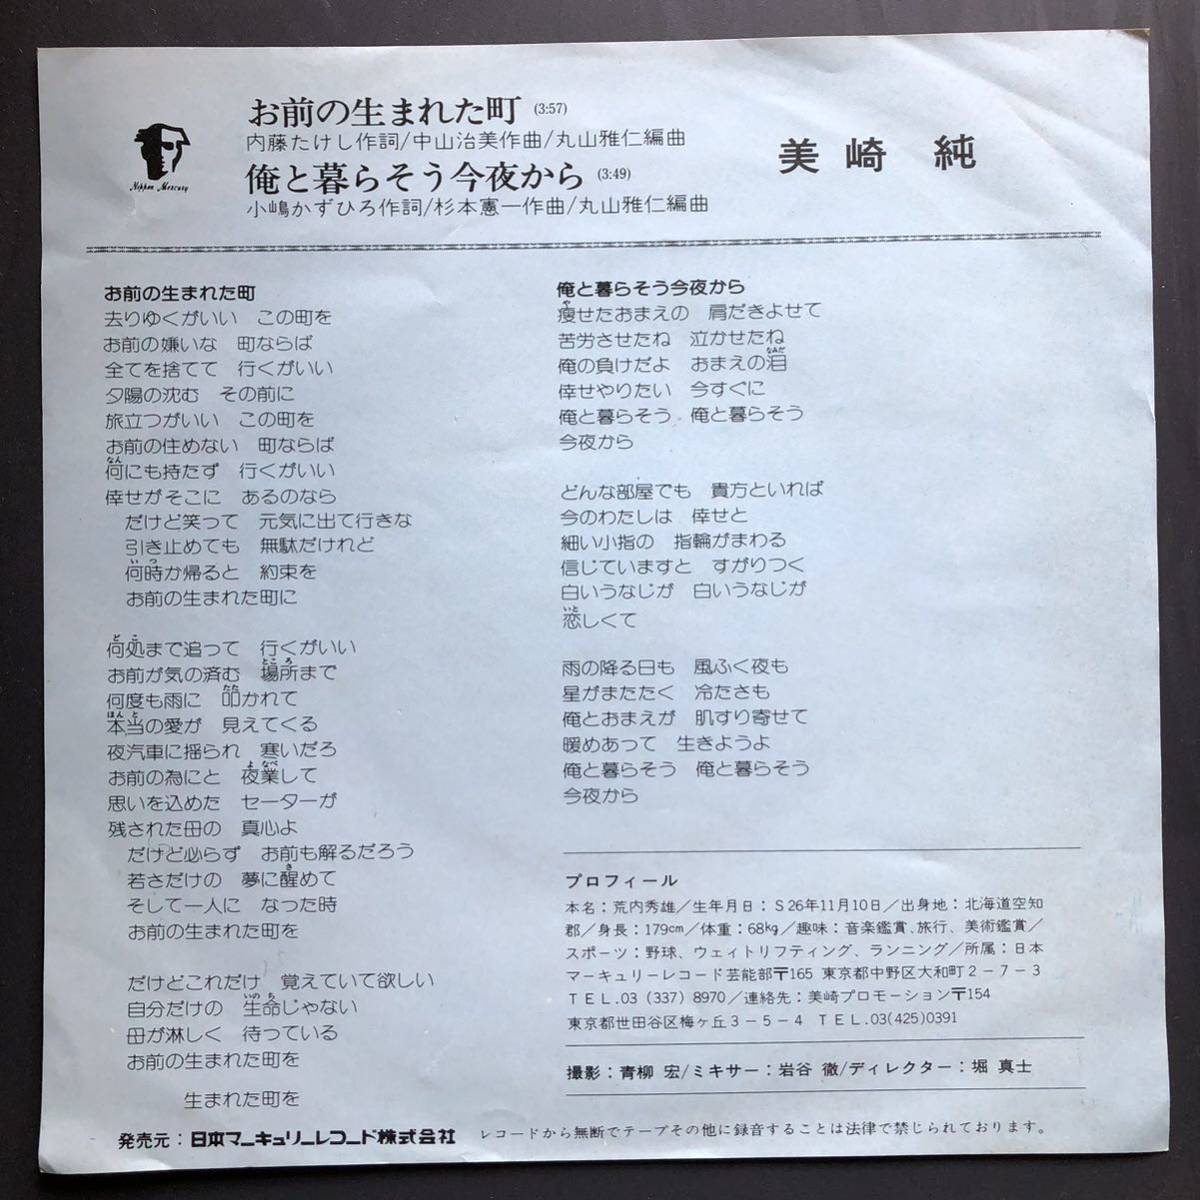 Nippon Mercury
お前の生まれた町 (3:57)
内藤たけし作詞/中山治美作曲/丸山雅仁編曲
俺と暮らそう今夜から (3:49)
小嶋かずひろ作詞/杉本憲一作曲/丸山雅仁編曲
美崎 純
お前の生まれた町
去りゆくがいい この町を
お前の嫌いな 町ならば
全てを捨てて 行くがいい
夕陽の沈む その前に
旅立つがいい この町を
お前の住めない 町ならば
なん
何にも持たず 行くがいい
倖せがそこに あるのなら
だけど笑って 元気に出て行きな
引き止めても 無駄だけれど
いつ
何時か帰ると 約束を
お前の生まれた町に
どこ
何処まで追って 行くがいい
ところ
お前が気の済む 場所まで
たた
何度も雨に 叩かれて
ほんと
本当の愛が 見えてくる
夜汽車に揺られ 寒いだろ
よなべ
お前の為にと 夜業して
思いを込めた セーターが
残された母の 真心よ
だけど必らず お前も解るだろう
さ
若さだけの 夢に醒めて
そして一人に なった時
お前の生まれた町を
だけどこれだけ 覚えていて欲しい
いのち
自分だけの 生命じゃない
母が淋しく 待っている
お前の生まれた町を
生まれた町を
俺と暮らそう今夜から
や
瘦せたおまえの 肩だきよせて
苦労させたね 泣かせたね
なみだ
俺の負けだよ おまえの泪
倖せやりたい 今すぐに
俺と暮らそう 俺と暮らそう
今夜から
どんな部屋でも 貴方といれば
今のわたしは 倖せと
細い小指の 指輪がまわる
信じていますと すがりつく
白いうなじが 白いうなじが
いと
恋しくて
雨の降る日も 風ふく夜も
星がまたたく 冷たさも
俺とおまえが 肌すり寄せて
暖めあって 生きようよ
俺と暮らそう 俺と暮らそう
今夜から
プロフィール
本名：荒内秀雄／生年月日：S26年11月10日／出身地：北海道空知
郡／身長：179cm／体重：68kg／趣味：音楽鑑賞、旅行、美術鑑賞／
スポーツ：野球、ウェイトリフティング、ランニング／所属：日本
マーキュリーレコード芸能部〒165 東京都中野区大和町2－7－3
TEL.03 (337) 8970／連絡先：美崎プロモーション〒154
東京都世田谷区梅ヶ丘3－5－4 TEL.03(425)0391
撮影：青柳 宏/ミキサー：岩谷 徹/ディレクター：堀 真士
発売元：日本マーキュリーレコード株式会社 レコードから無断でテープその他に録音することは法律で禁じられております。